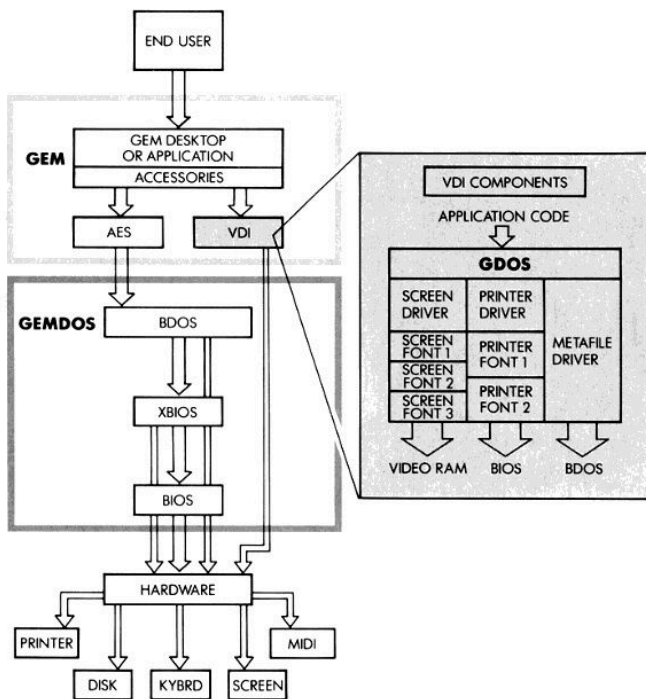 END USER
GEM
GEM DESKTOP
OR APPLICATION
ACCESSORIES
AES
VDI
GEMDOS
BDOS
XBIOS
BIOS
HARDWARE
PRINTER
MIDI
DISK
KYBRD
SCREEN
VDI COMPONENTS
APPLICATION CODE
GDOS
SCREEN
DRIVER
SCREEN
FONT 1
SCREEN
FONT 2
SCREEN
FONT 3
PRINTER
DRIVER
PRINTER
FONT 1
PRINTER
FONT 2
METAFILE
DRIVER
VIDEO RAM
BIOS
BDOS